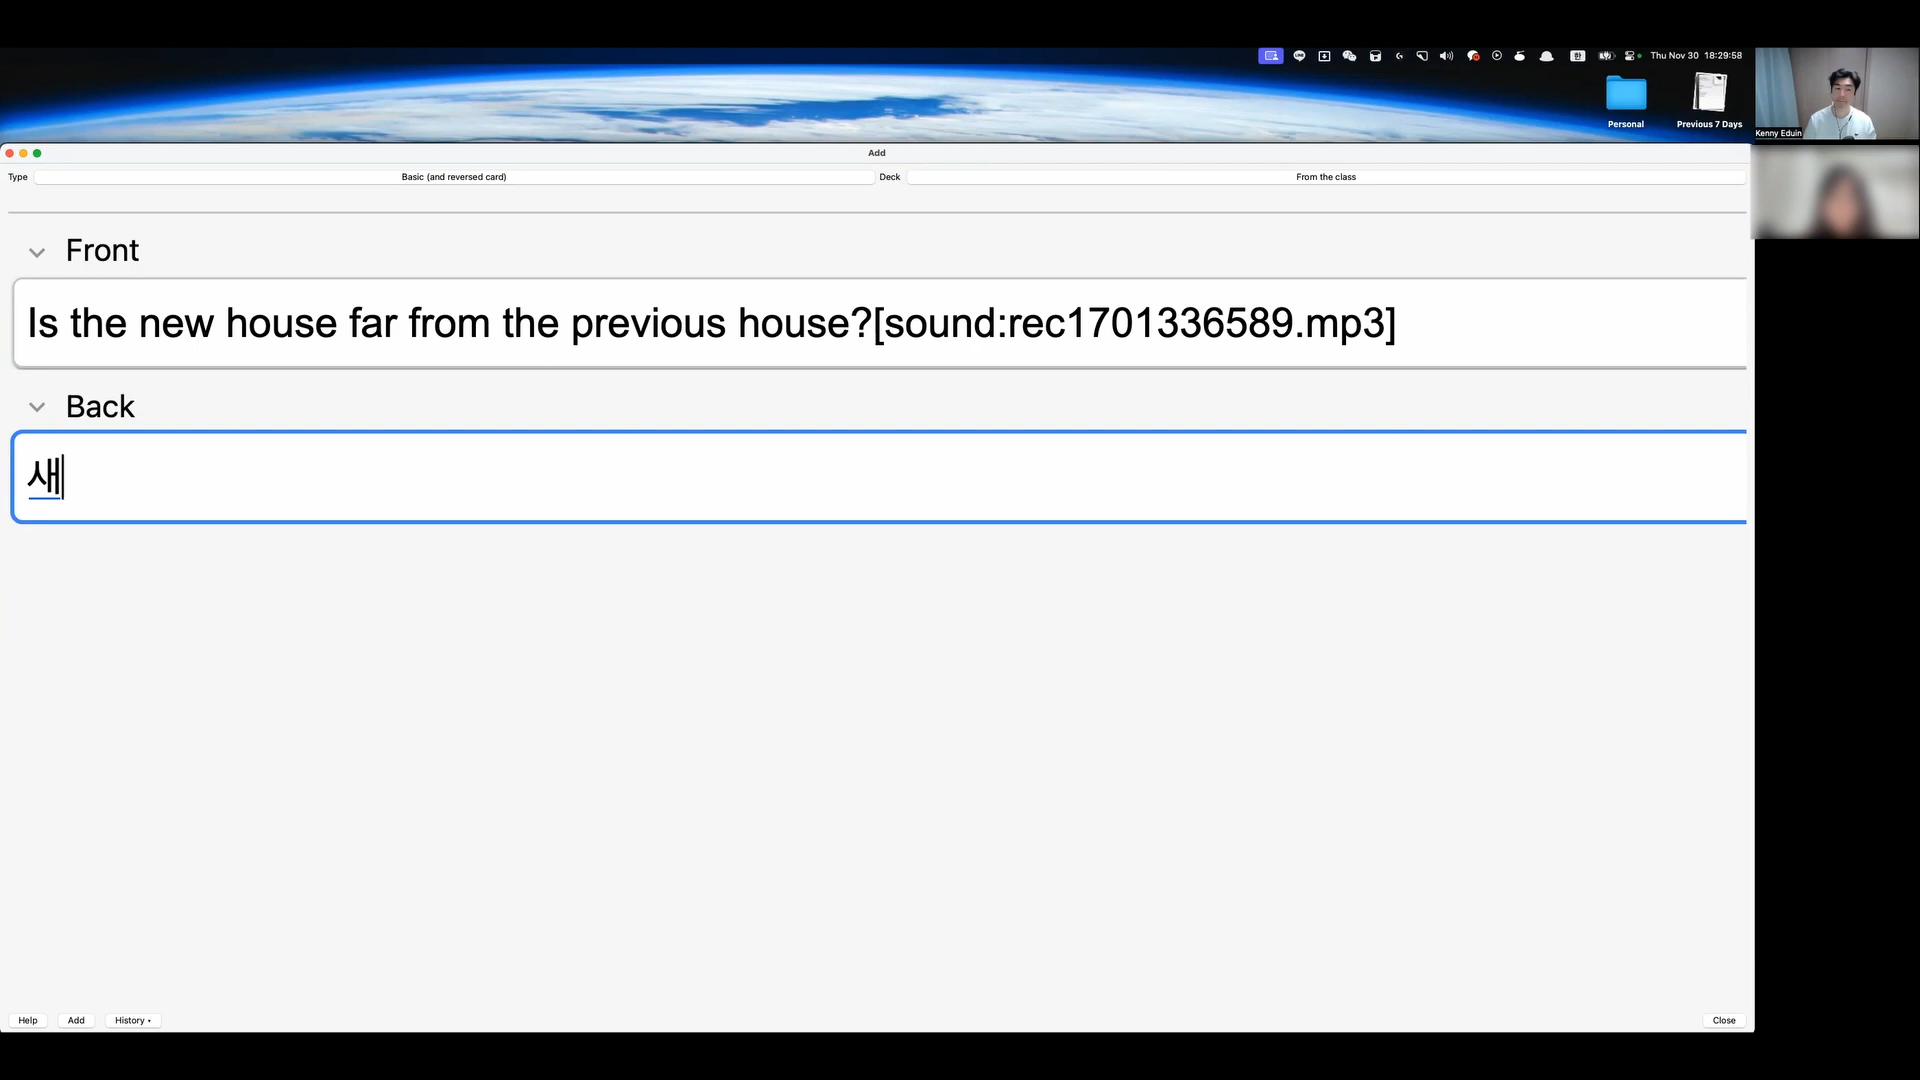 Thu Nov 30 18:29:58
Personal
Previous 7 Days
Kenny Eduin
Add
Type
Basic (and reversed card)
Deck
From the class
Front
Is the new house far from the previous house?[sound:rec1701336589.mp3]
Back
새
Help
Add
History
Close